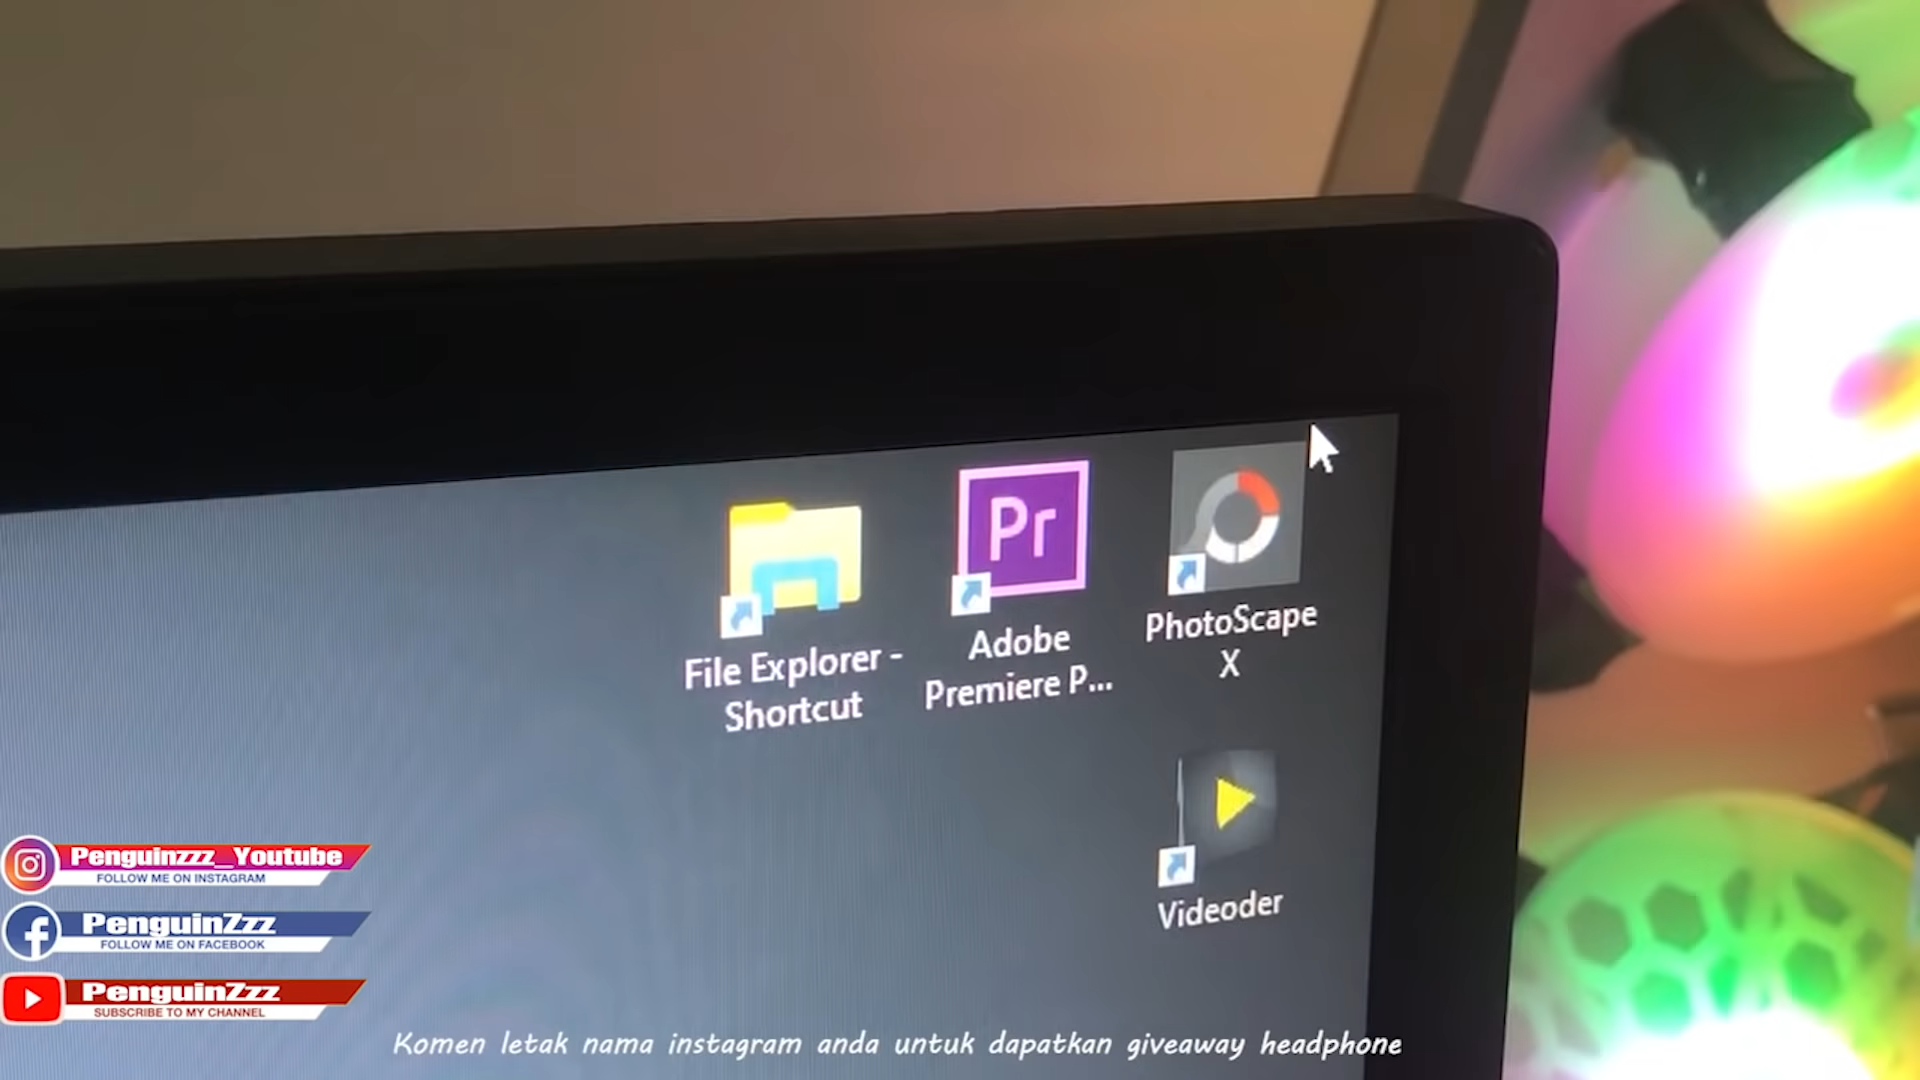 Pr
File Explorer -
Shortcut
Adobe
Premiere P...
PhotoScape
X
Videoder
Penguinzzz_Youtube
FOLLOW ME ON INSTAGRAM
PenguinZzz
FOLLOW ME ON FACEBOOK
PenguinZzz
SUBSCRIBE TO MY CHANNEL
Komen letak nama instagram anda untuk dapatkan giveaway headphone